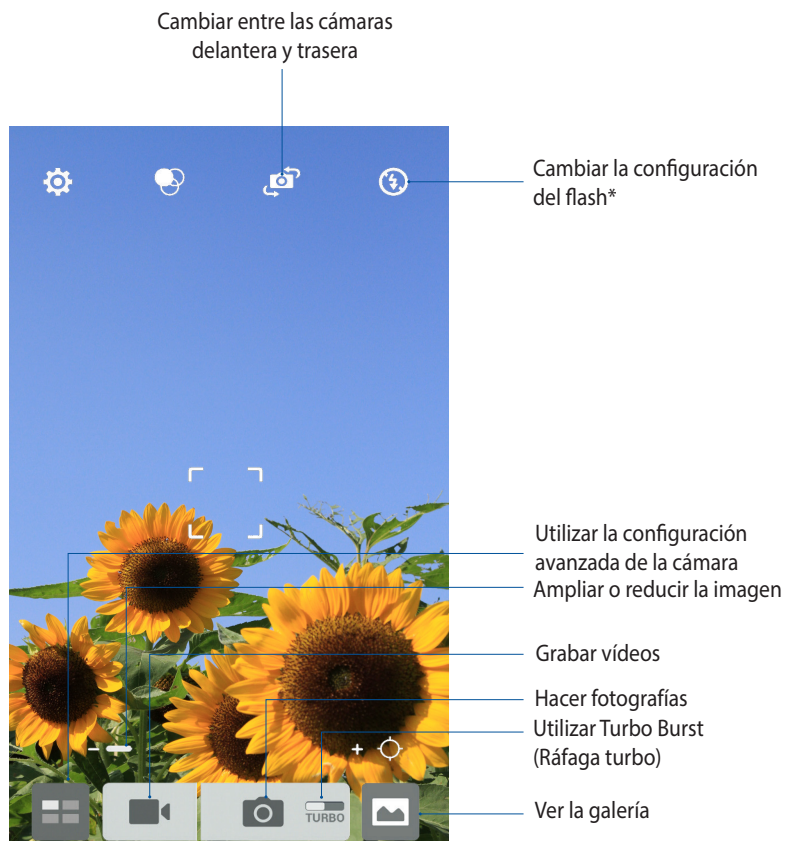 Cambiar entre las cámaras
delantera y trasera
Cambiar la configuración
del flash*
Utilizar la configuración
avanzada de la cámara
Ampliar o reducir la imagen
Grabar vídeos
Hacer fotografías
Utilizar Turbo Burst
(Ráfaga turbo)
TURBO
Ver la galería